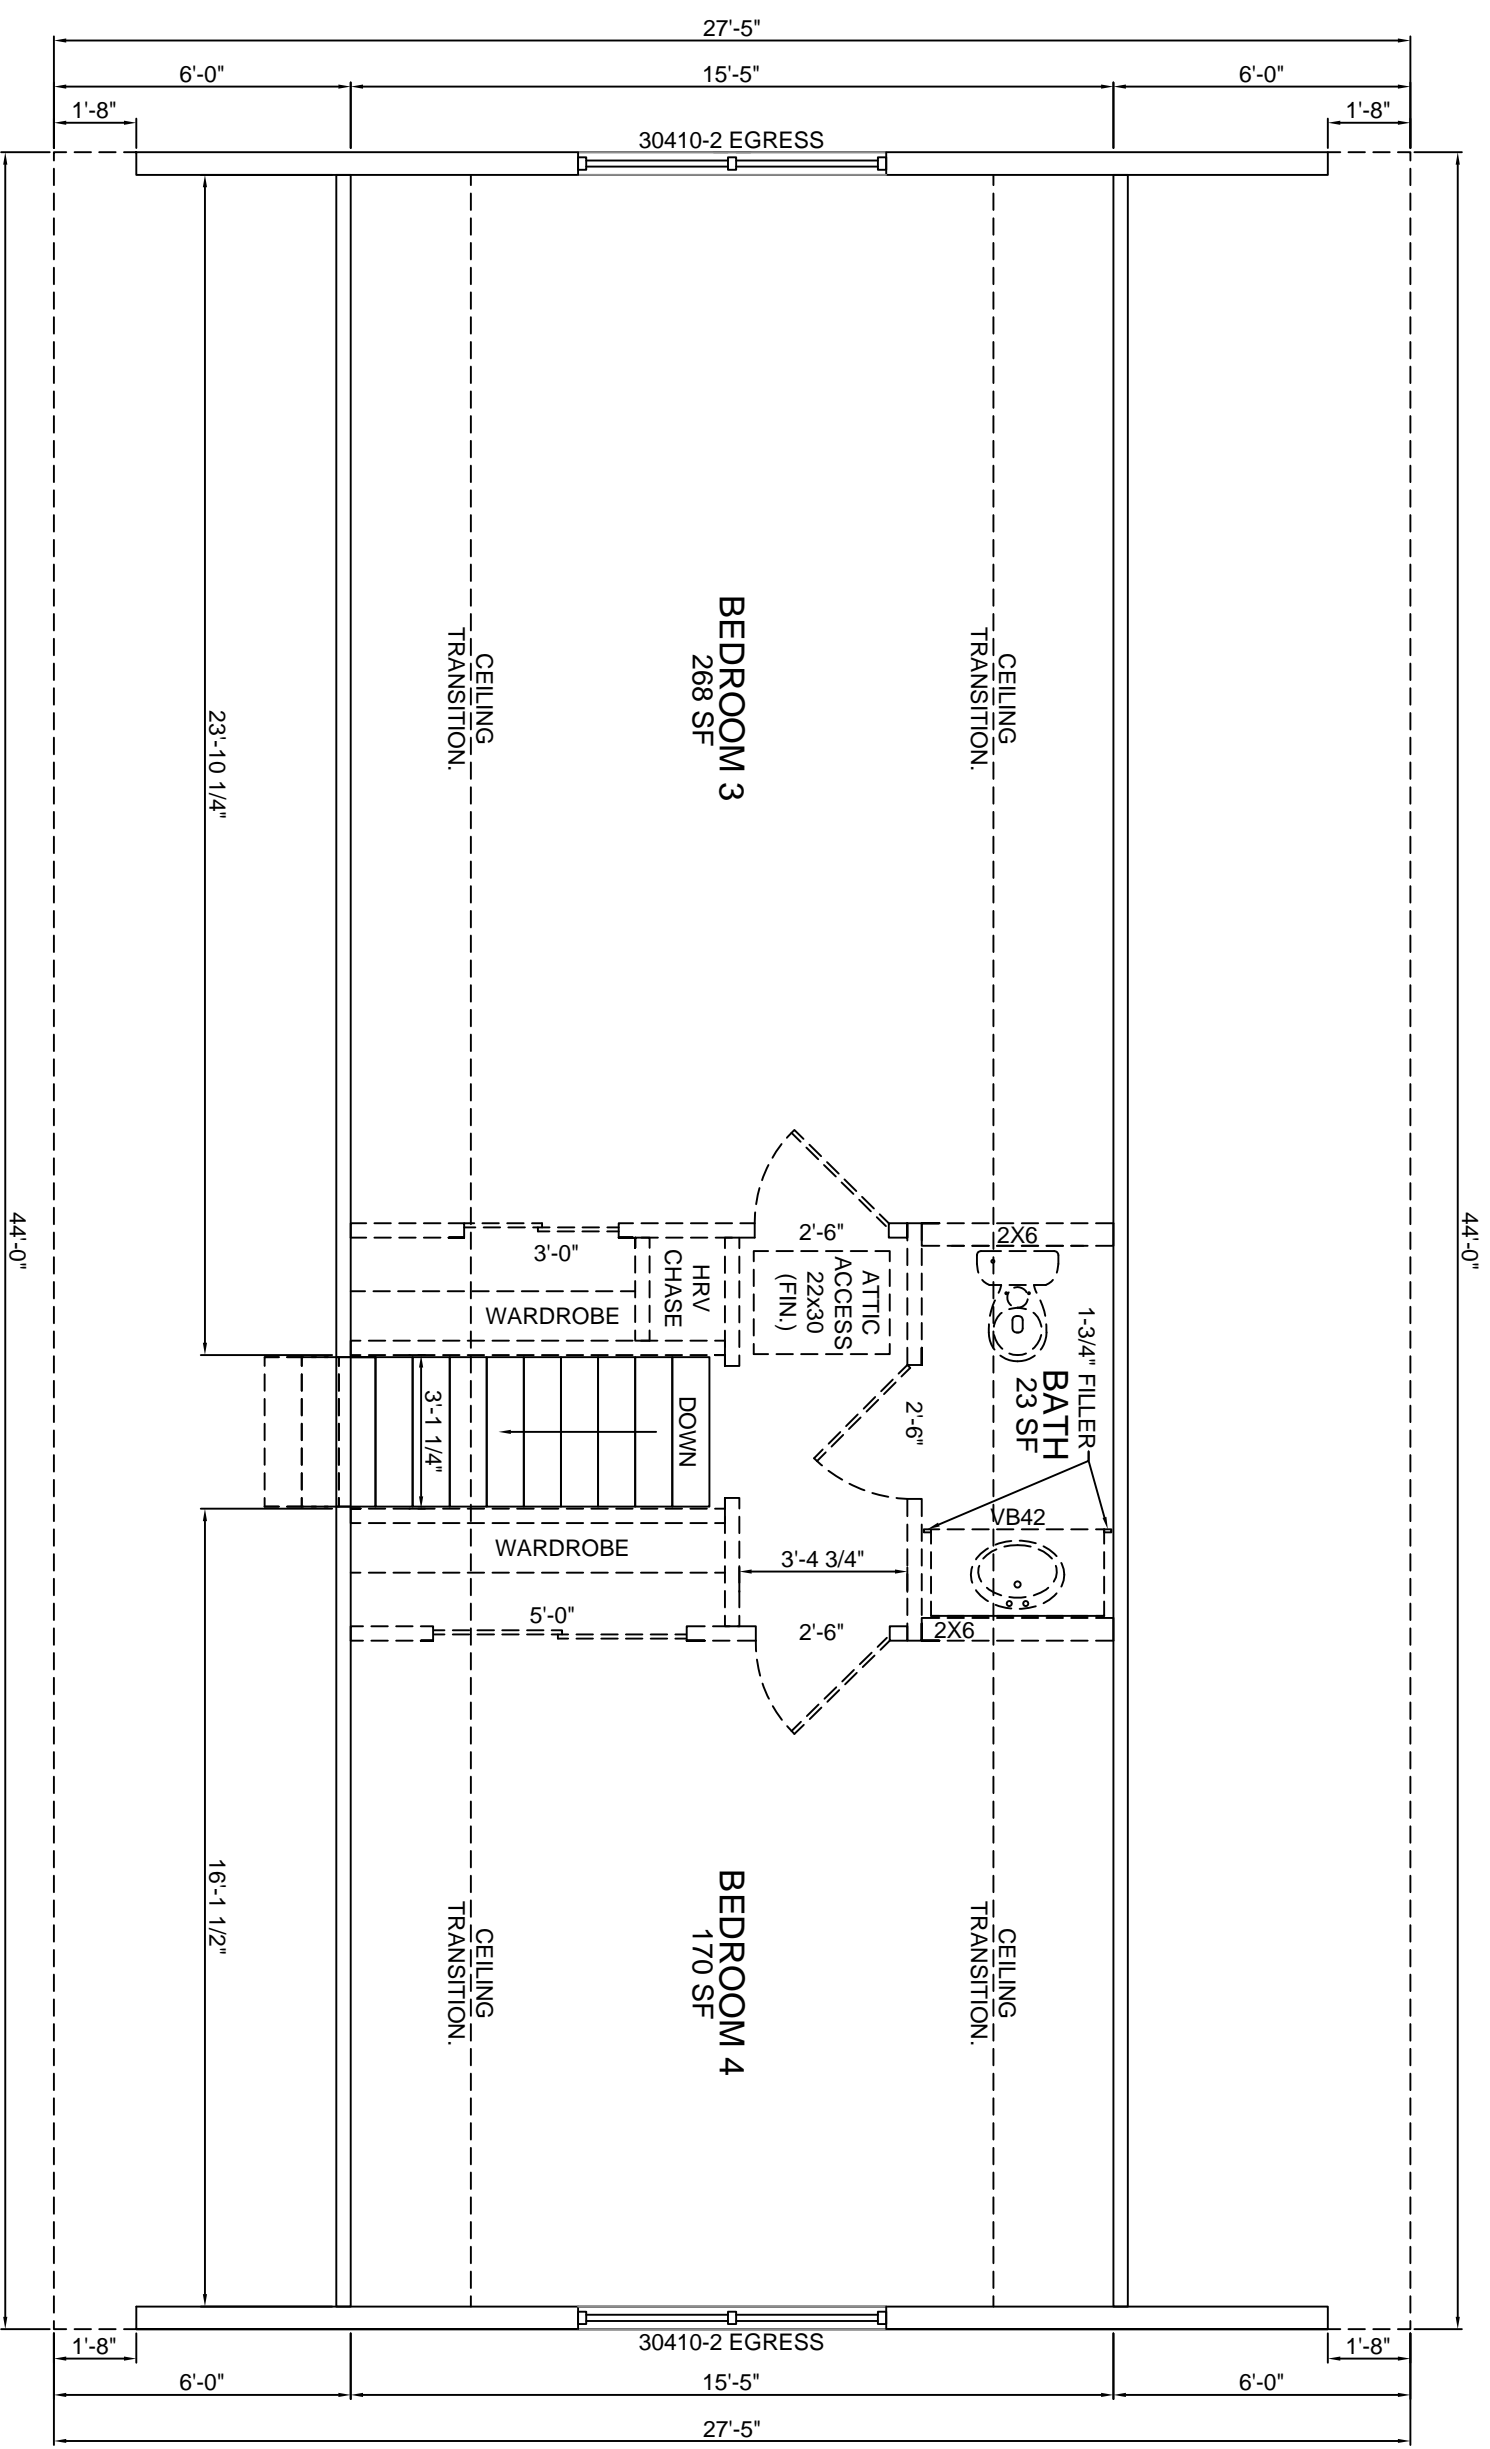 27'-5"
6'-0"
15'-5"
6'-0"
1'-8"
1'-8"
30410-2 EGRESS
BEDROOM 3
268 SF
CEILING
TRANSITION.
CEILING
TRANSITION.
23'-10 1/4"
44'-0"
44'-0"
2'-6"
2X6
3'-0"
HRV
CHASE
ATTIC
ACCESS
22x30
(FIN.)
WARDROBE
1-3/4" FILLER
BATH
23 SF
2'-6"
DOWN
3'-1 1/4"
VB42
WARDROBE
3'-4 3/4"
5'-0"
2'-6"
2X6
BEDROOM 4
170 SF
CEILING
TRANSITION.
CEILING
TRANSITION.
16'-1 1/2"
30410-2 EGRESS
1'-8"
1'-8"
6'-0"
15'-5"
6'-0"
27'-5"